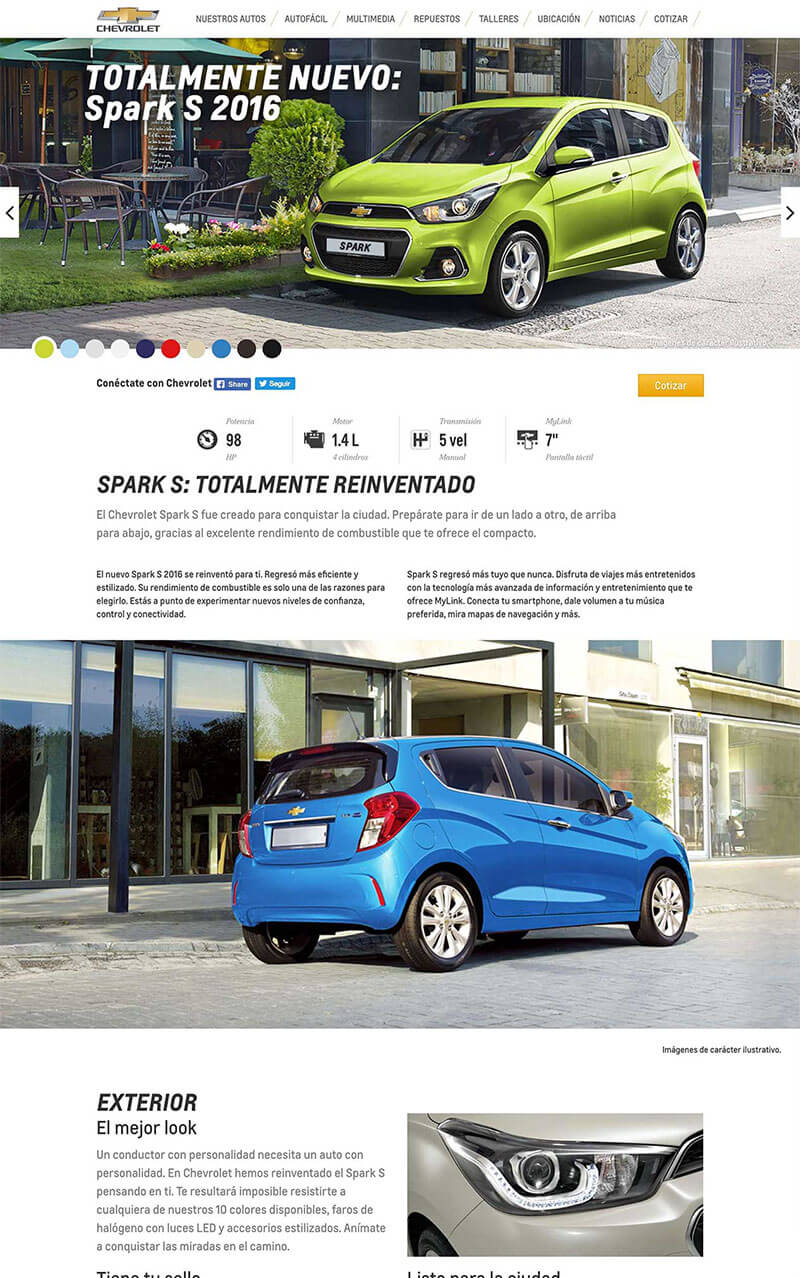 CHEVROLET
NUESTROS AUTOS / AUTOFÁCIL / MULTIMEDIA / REPUESTOS / TALLERES / UBICACIÓN / NOTICIAS / COTIZAR /
TOTALMENTE NUEVO:
Spark S 2016
SPARK
Imágenes de carácter ilustrativo.
Conéctate con Chevrolet
Share
Seguir
Cotizar
Potencia
98
HP
Motor
1.4 L
4 cilindros
Transmisión
5 vel
Manual
MyLink
7"
Pantalla táctil
SPARK S: TOTALMENTE REINVENTADO
El Chevrolet Spark S fue creado para conquistar la ciudad. Prepárate para ir de un lado a otro, de arriba
para abajo, gracias al excelente rendimiento de combustible que te ofrece el compacto.
El nuevo Spark S 2016 se reinventó para ti. Regresó más eficiente y
estilizado. Su rendimiento de combustible es solo una de las razones para
elegirlo. Estás a punto de experimentar nuevos niveles de confianza,
control y conectividad.
Spark S regresó más tuyo que nunca. Disfruta de viajes más entretenidos
con la tecnología más avanzada de información y entretenimiento que te
ofrece MyLink. Conecta tu smartphone, dale volumen a tu música
preferida, mira mapas de navegación y más.
Imágenes de carácter ilustrativo.
EXTERIOR
El mejor look
Un conductor con personalidad necesita un auto con
personalidad. En Chevrolet hemos reinventado el Spark S
pensando en ti. Te resultará imposible resistirte a
cualquiera de nuestros 10 colores disponibles, faros de
halógeno con luces LED y accesorios estilizados. Anímate
a conquistar las miradas en el camino.
Tiene tu sello
Listo para la ciudad